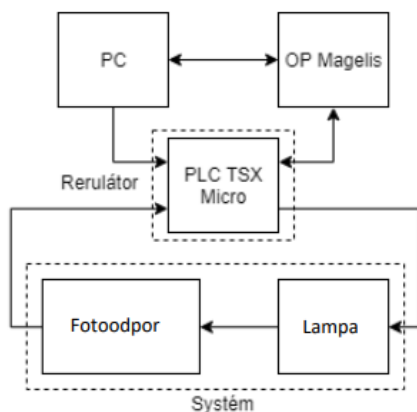 PC
OP Magelis
Rerulátor
PLC TSX
Micro
Fotoodpor
Lampa
Systém